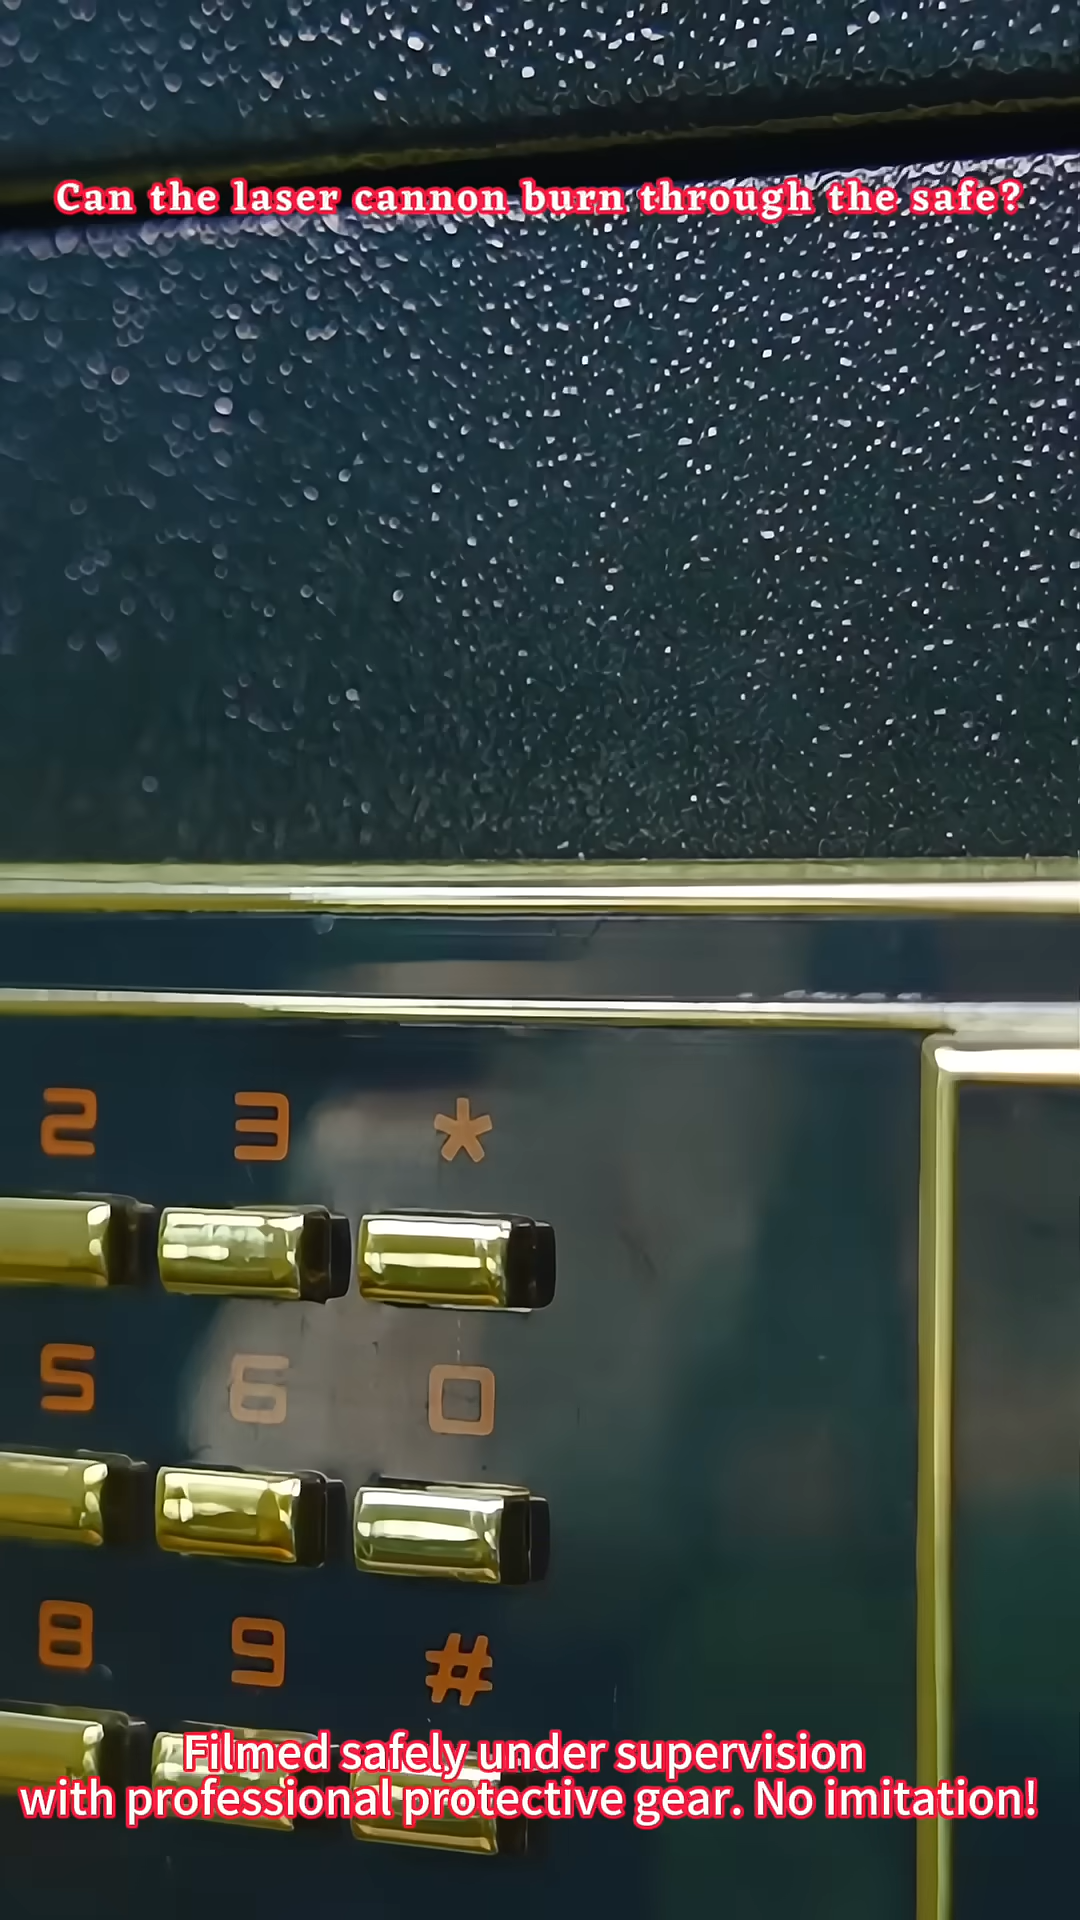 Can the laser cannon burn through the safe?
2 3 *
5 6 0
8 9 #
Filmed safely under supervision
with professional protective gear. No imitation!